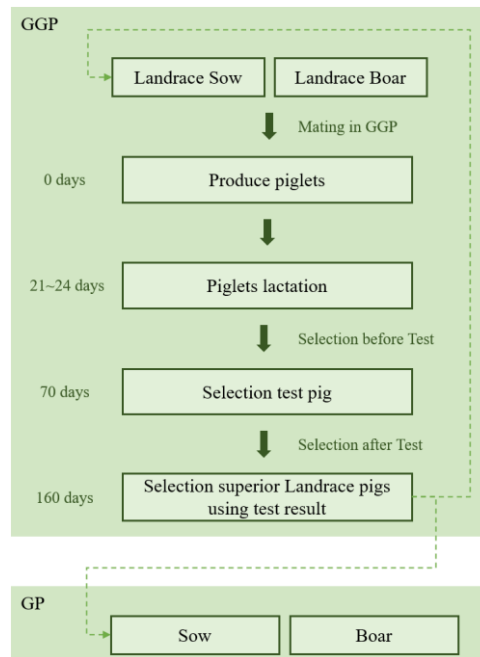 GGP
Landrace Sow
Landrace Boar
Mating in GGP
0 days
Produce piglets
21~24 days
Piglets lactation
Selection before Test
70 days
Selection test pig
Selection after Test
160 days
Selection superior Landrace pigs
using test result
GP
Sow
Boar